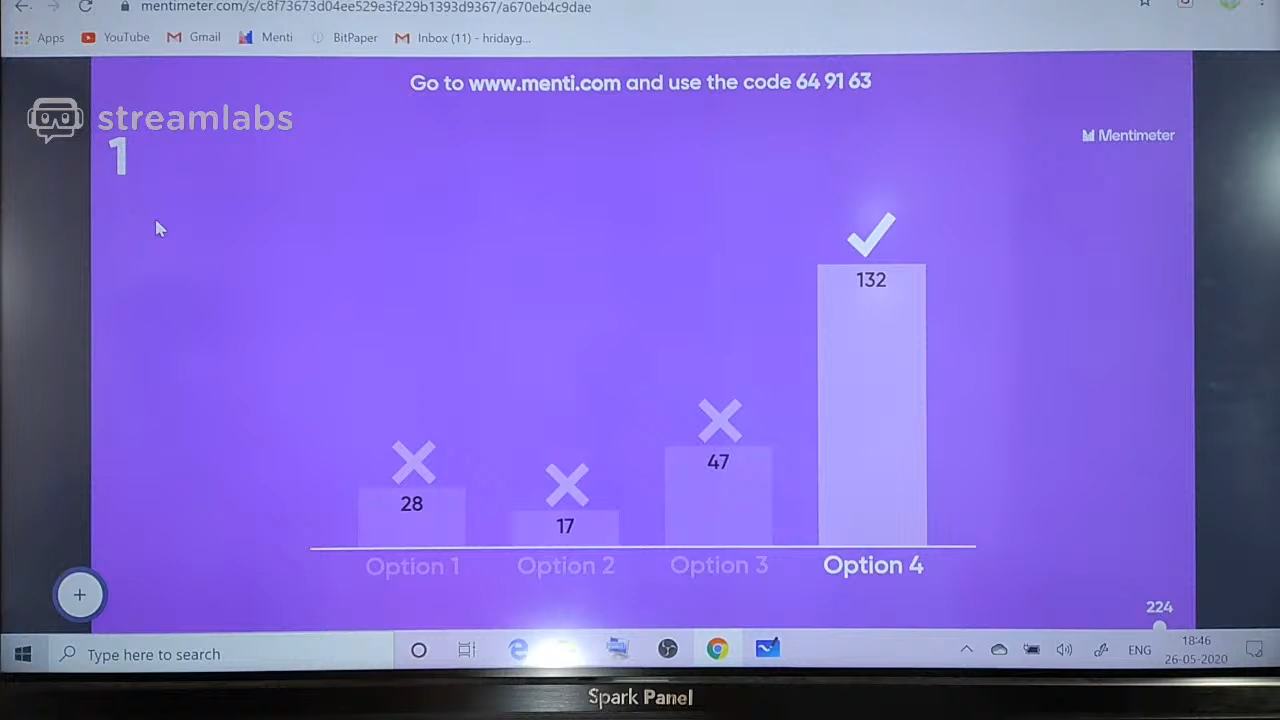 mentimeter.com/s/c8f73673d04ee529e3f229b1393d9367/a670eb4c9dae
Apps YouTube Gmail Menti BitPaper Inbox (11) - hridayg...
Go to www.menti.com and use the code 64 91 63
streamlabs
Mentimeter
1
132
47
28
17
Option 1 Option 2 Option 3 Option 4
+
224
Type here to search
ENG
18:46
26-05-2020
Spark Panel